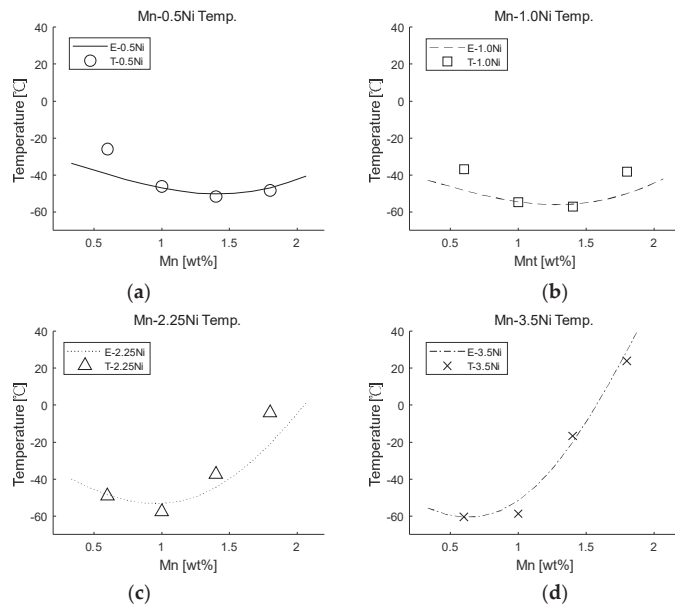 Mn-0.5Ni Temp.
40
20
0
-20
-40
-60
Temperature [℃]
E-0.5Ni
T-0.5Ni
0.5
1
1.5
2
Mn [wt%]
(a)
Mn-1.0Ni Temp.
40
20
0
-20
-40
-60
Temperature [℃]
E-1.0Ni
T-1.0Ni
0.5
1
1.5
2
Mnt [wt%]
(b)
Mn-2.25Ni Temp.
40
20
0
-20
-40
-60
Temperature [℃]
E-2.25Ni
T-2.25Ni
0.5
1
1.5
2
Mn [wt%]
(c)
Mn-3.5Ni Temp.
40
20
0
-20
-40
-60
Temperature [℃]
E-3.5Ni
T-3.5Ni
0.5
1
1.5
2
Mn [wt%]
(d)